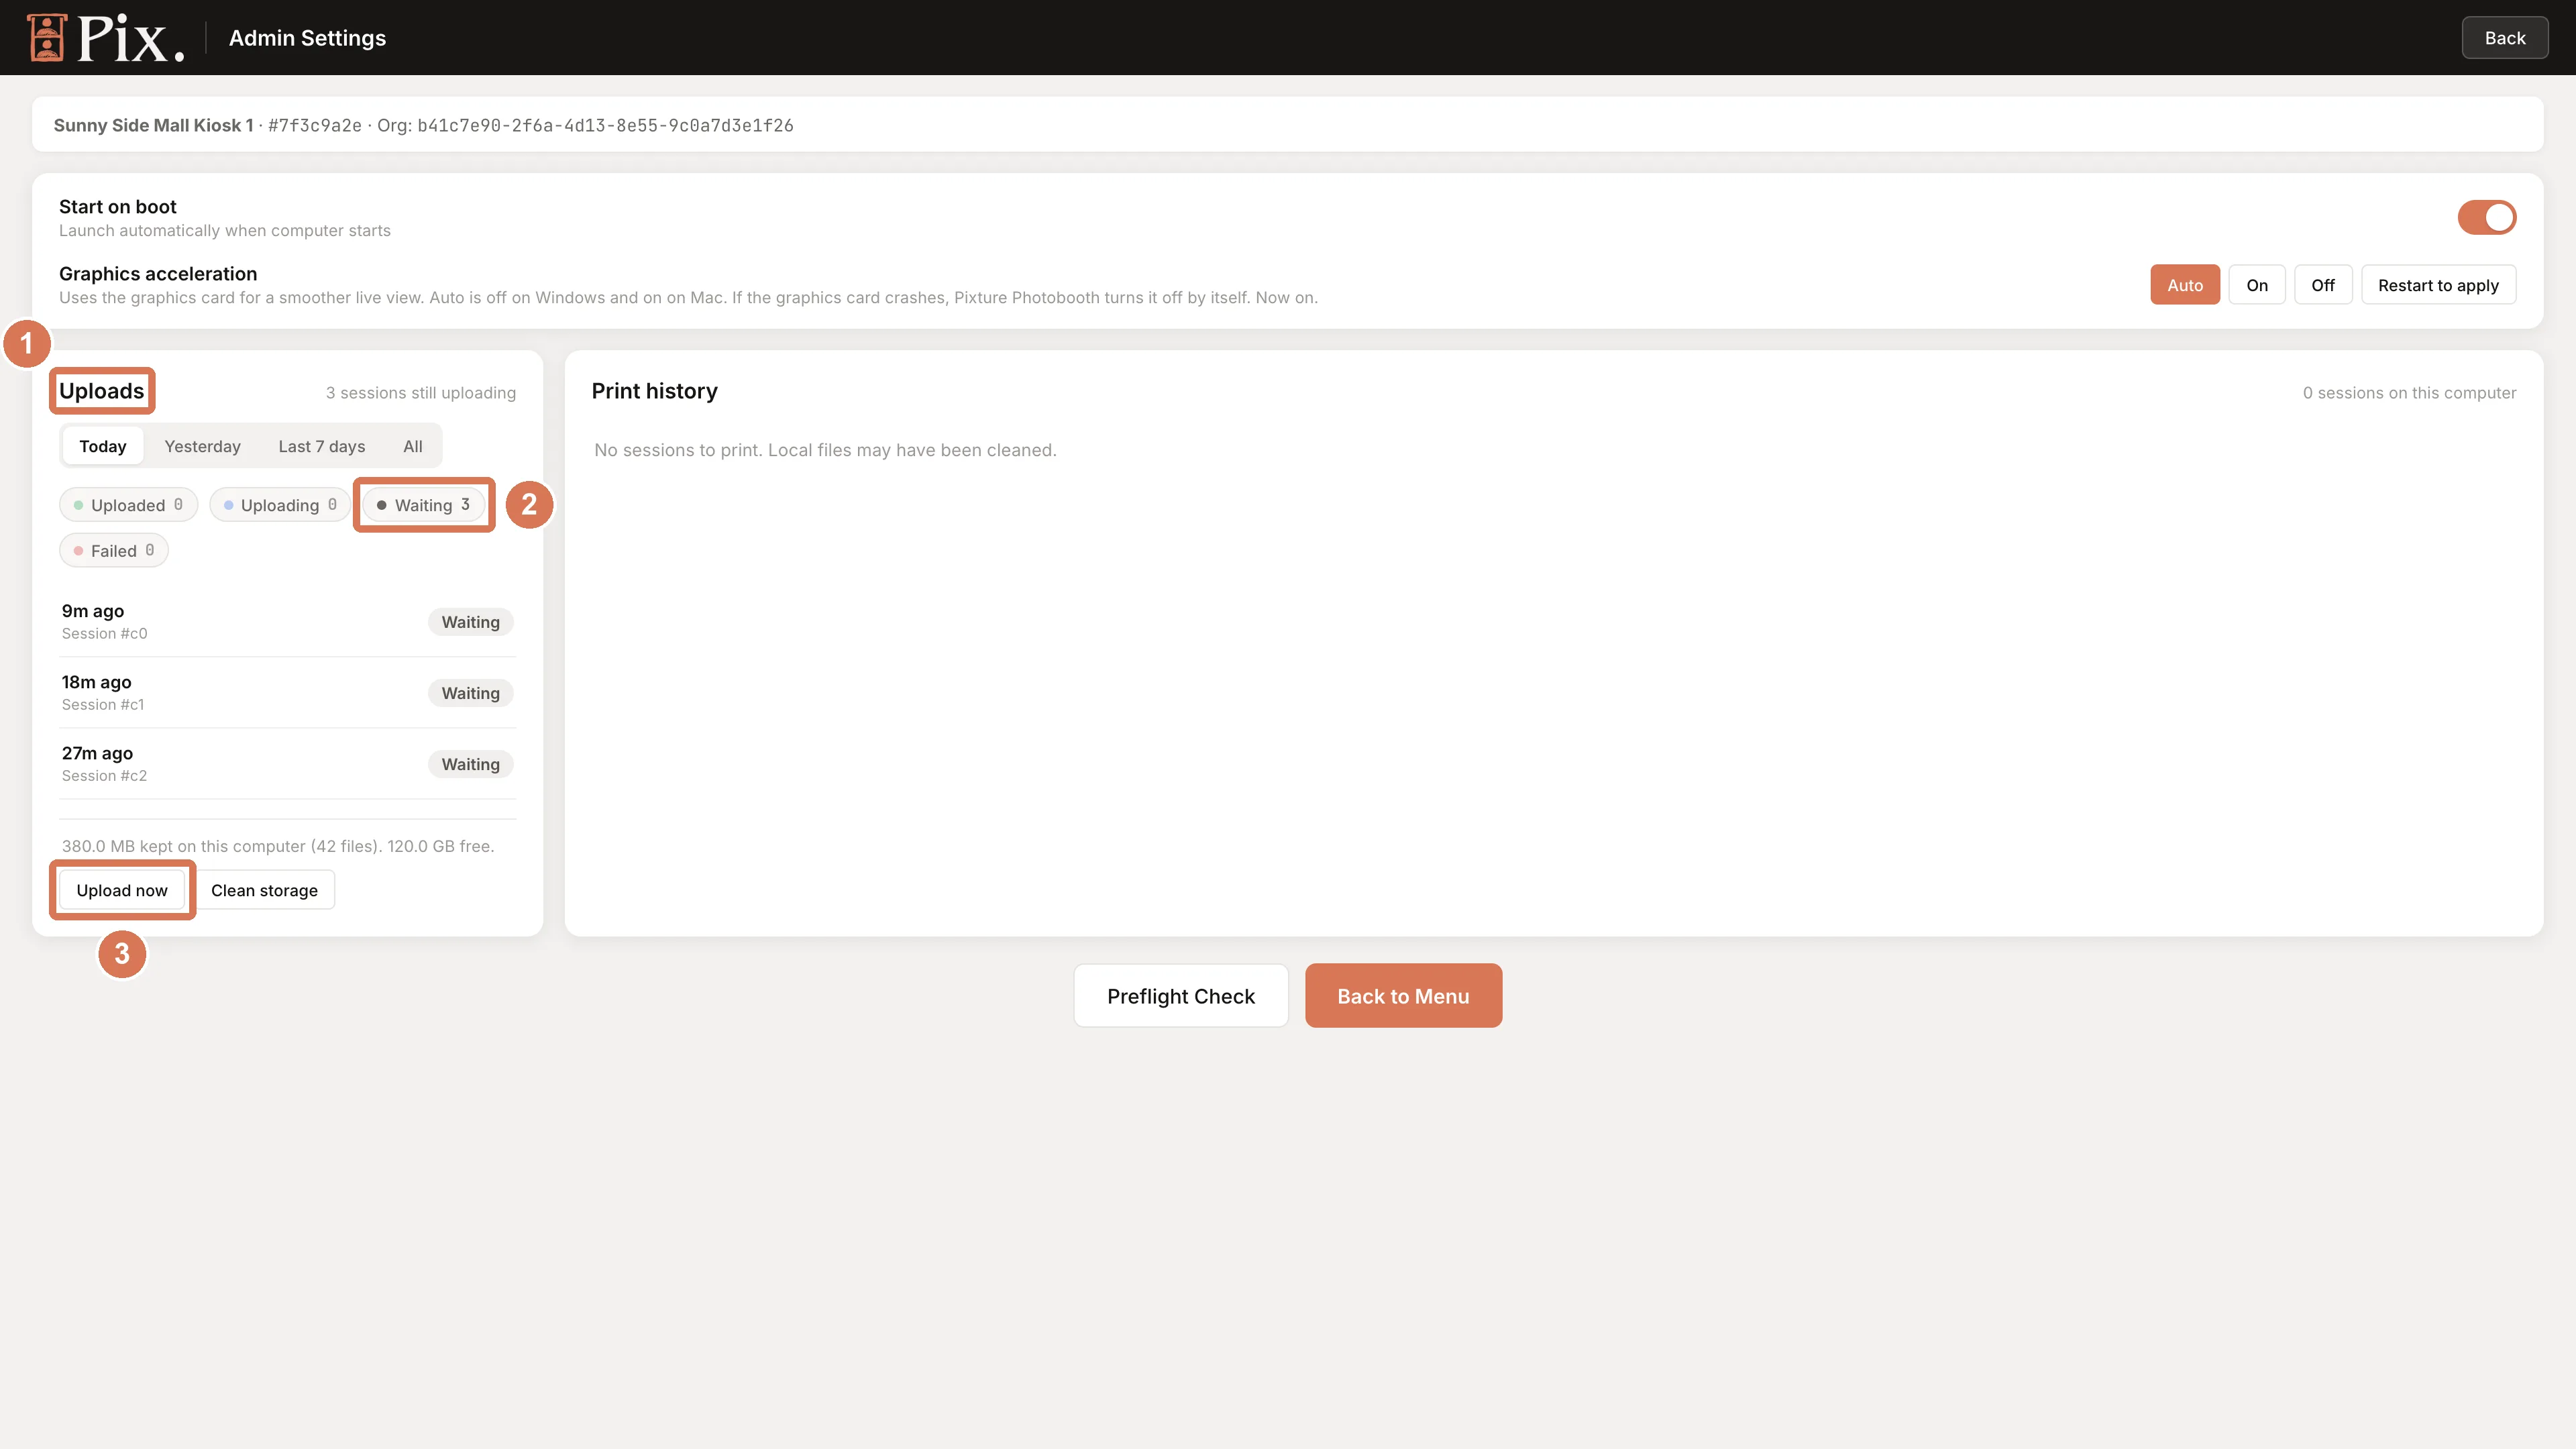 Pix.
Admin Settings
Back
Sunny Side Mall Kiosk 1 · #7f3c9a2e · Org: b41c7e90-2f6a-4d13-8e55-9c0a7d3e1f26
Start on boot
Launch automatically when computer starts
Graphics acceleration
Uses the graphics card for a smoother live view. Auto is off on Windows and on on Mac. If the graphics card crashes, Pixture Photobooth turns it off by itself. Now on.
Auto
On
Off
Restart to apply
1
Uploads
3 sessions still uploading
Today
Yesterday
Last 7 days
All
Uploaded 0
Uploading 0
Waiting 3
2
Failed 0
9m ago
Session #c0
Waiting
18m ago
Session #c1
Waiting
27m ago
Session #c2
Waiting
380.0 MB kept on this computer (42 files). 120.0 GB free.
Upload now
Clean storage
3
Print history
0 sessions on this computer
No sessions to print. Local files may have been cleaned.
Preflight Check
Back to Menu